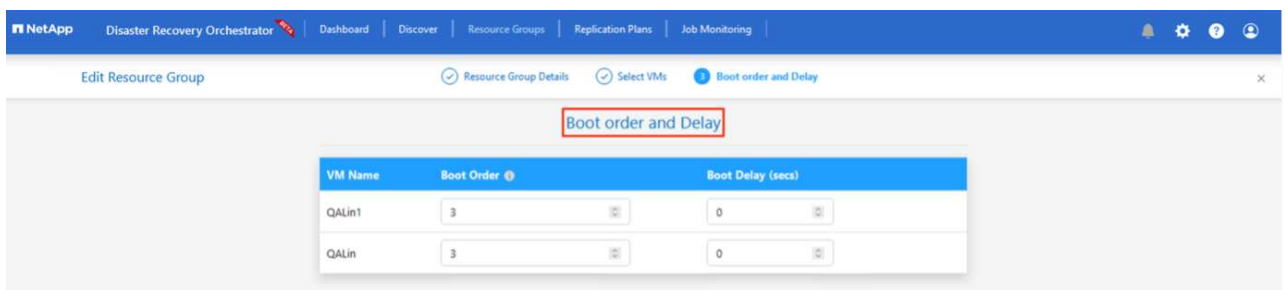 NetApp Disaster Recovery Orchestrator BETA Dashboard Discover Resource Groups Replication Plans Job Monitoring
Edit Resource Group Resource Group Details Select VMs 3 Boot order and Delay
Boot order and Delay
VM Name Boot Order Boot Delay (secs)
QALin1 3 0
QALin 3 0